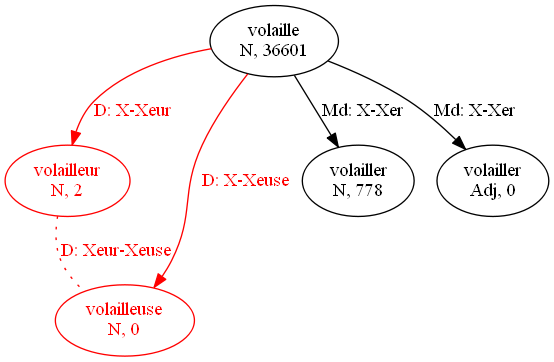 volaille
N, 36601
D: X-Xeur
Md: X-Xer
Md: X-Xer
volailleur
N, 2
D: X-Xeuse
volailler
N, 778
volailler
Adj, 0
D: Xeur-Xeuse
volailleuse
N, 0